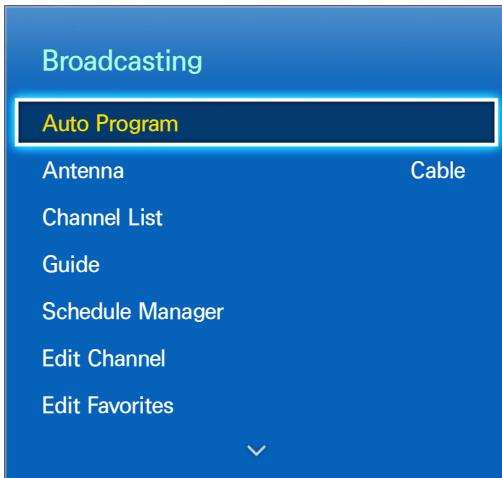 Broadcasting
Auto Program
Antenna Cable
Channel List
Guide
Schedule Manager
Edit Channel
Edit Favorites